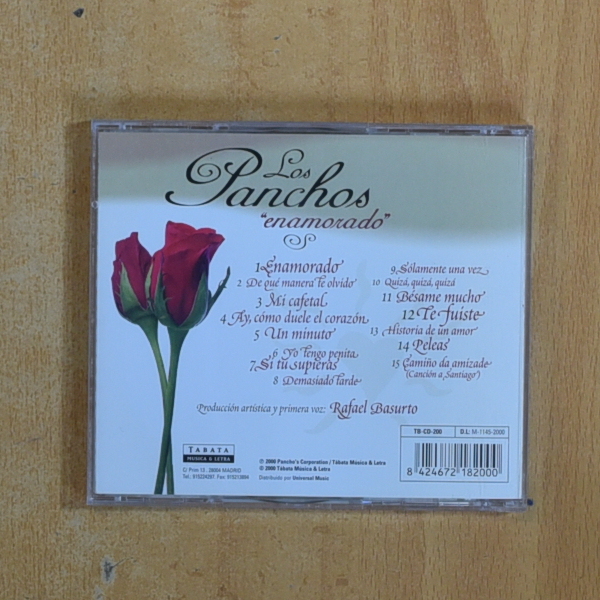 Los
Panchos
"enamorado"
1 Enamorado
2 De qué manera te olvido
3 Mi cafetal
4 Ay, cómo duele el corazón
5 Un minuto
6 Yo tengo penita
7 Si tú supieras
8 Demasiado tarde
9 Sólamente una vez
10 Quizá, quizá, quizá
11 Bésame mucho
12 Te fuiste
13 Historia de un amor
14 Peleas
15 Camiño da amizade
(Canción a Santiago)
Producción artística y primera voz: Rafael Basurto
TABATA
MÚSICA & LETRA
C/ Prim 13 . 28004 MADRID
© 2000 Pancho's Corporation / Tábata Música & Letra
© 2000 Tábata Música & Letra
Distribuido por Universal Music
TB-CD-200
D.L: M-1145-2000
8 424672 182000